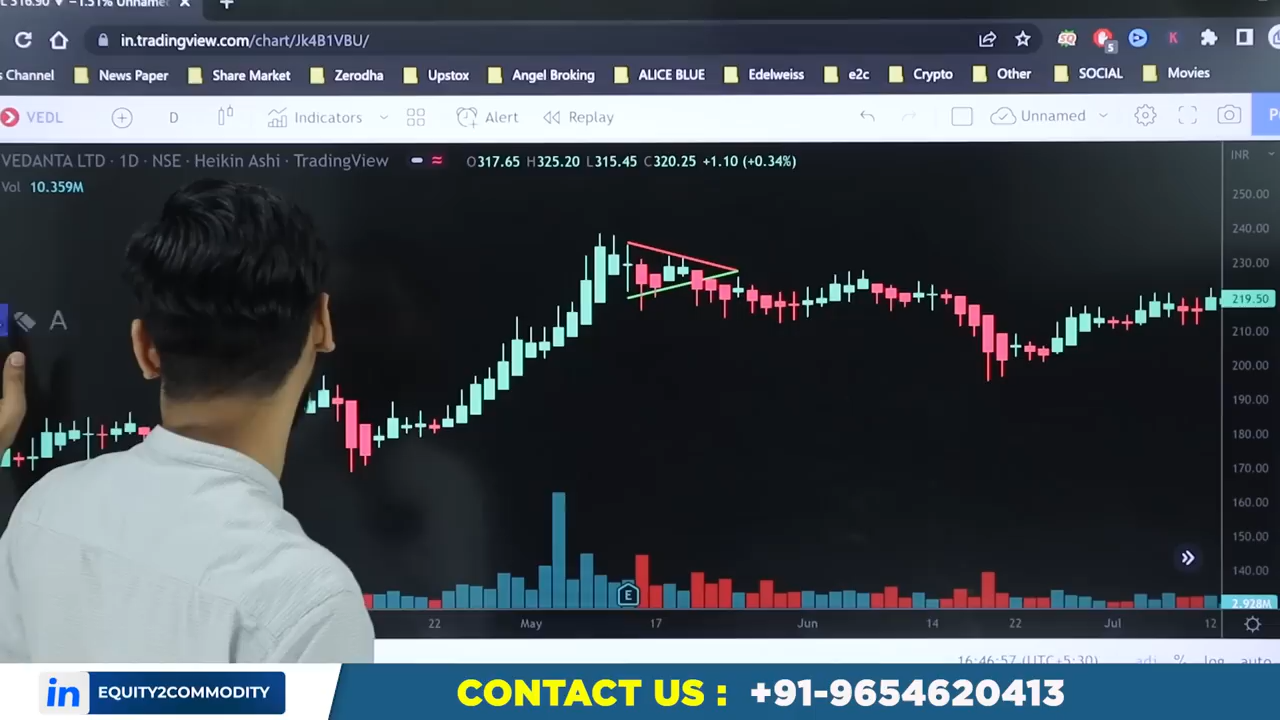 L 316.90 ▼ −1.51% Unname
in.tradingview.com/chart/Jk4B1VBU/
s Channel News Paper Share Market Zerodha Upstox Angel Broking ALICE BLUE Edelweiss e2c Crypto Other SOCIAL Movies
VEDL D Indicators Alert Replay Unnamed P
VEDANTA LTD · 1D · NSE · Heikin Ashi · TradingView O317.65 H325.20 L315.45 C320.25 +1.10 (+0.34%) INR
Vol 10.359M
250.00
240.00
230.00
219.50
A
210.00
200.00
190.00
180.00
170.00
160.00
150.00
140.00
E
2.928M
22 May 17 Jun 14 22 Jul 12
16:46:57 (UTC+5:30) adj % log auto
in EQUITY2COMMODITY
CONTACT US : +91-9654620413